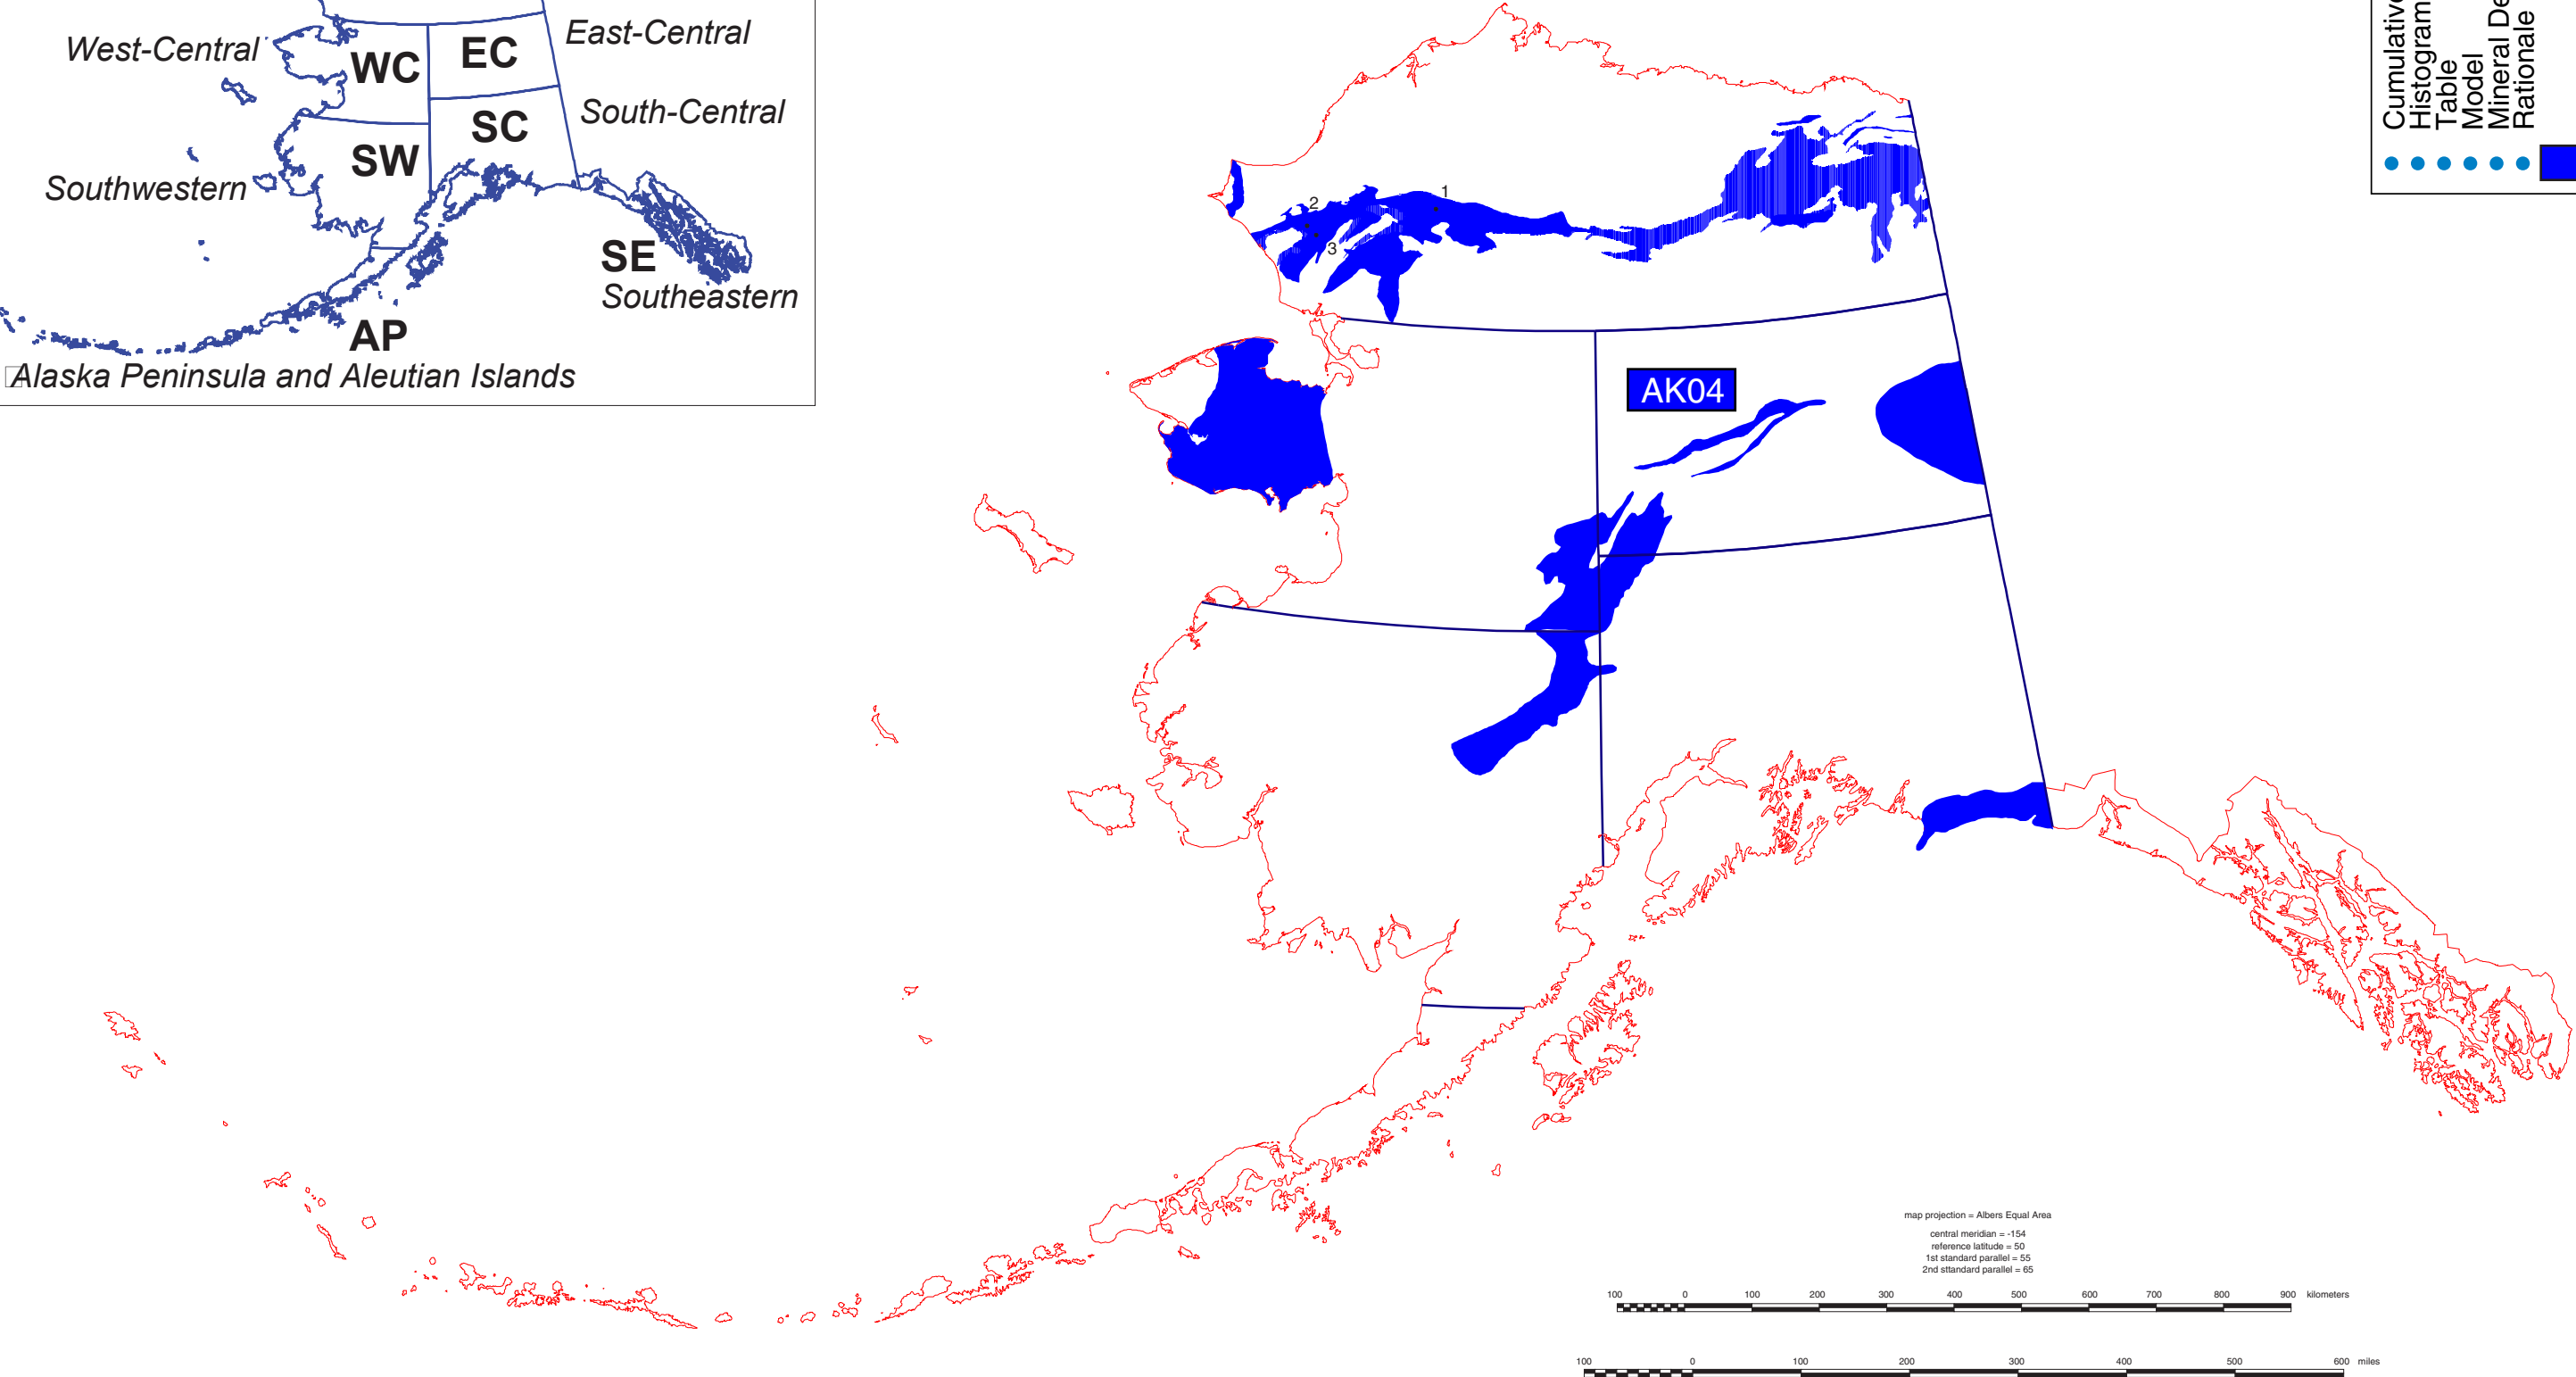 West-Central
WC
EC
East-Central
South-Central
SC
SW
Southwestern
SE
Southeastern
AP
Alaska Peninsula and Aleutian Islands
1
2
3
AK04
Histogram
Table
Model
Mineral
Rationale
map projection = Albers Equal Area
central meridian = -154
reference latitude = 50
1st standard parallel = 55
2nd sttandard parallel = 65
100 0 100 200 300 400 500 600 700 800 900 kilometers
100 0 100 200 300 400 500 600 miles